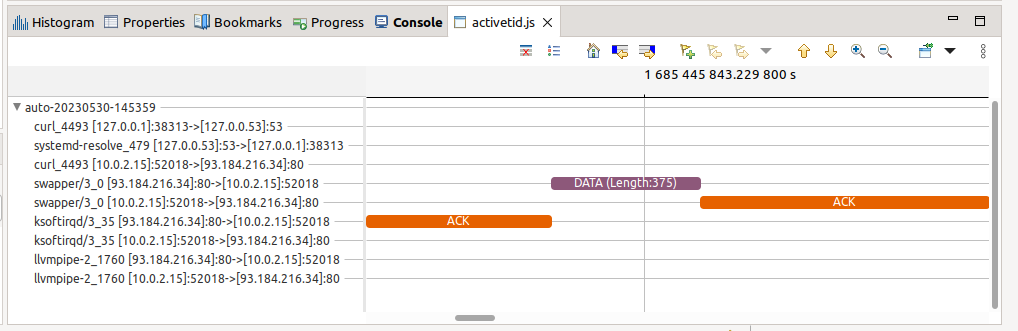 Histogram Properties Bookmarks Progress Console activetid.js
1 685 445 843.229 800 s
auto-20230530-145359
curl_4493 [127.0.0.1]:38313->[127.0.0.53]:53
systemd-resolve_479 [127.0.0.53]:53->[127.0.0.1]:38313
curl_4493 [10.0.2.15]:52018->[93.184.216.34]:80
swapper/3_0 [93.184.216.34]:80->[10.0.2.15]:52018 DATA (Length:375)
swapper/3_0 [10.0.2.15]:52018->[93.184.216.34]:80 ACK
ksoftirqd/3_35 [93.184.216.34]:80->[10.0.2.15]:52018 ACK
ksoftirqd/3_35 [10.0.2.15]:52018->[93.184.216.34]:80
llvmpipe-2_1760 [93.184.216.34]:80->[10.0.2.15]:52018
llvmpipe-2_1760 [10.0.2.15]:52018->[93.184.216.34]:80